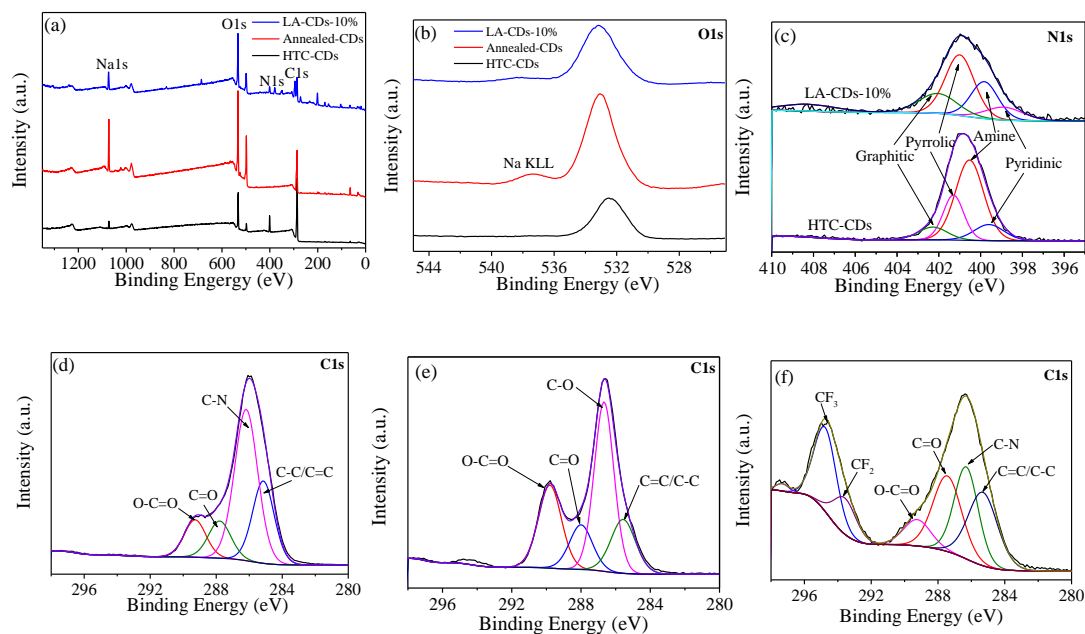 (a)
O1s
LA-CDs-10%
Annealed-CDs
HTC-CDs
Na1s
N1s
C1s
Intensity (a.u.)
1200 1000 800 600 400 200 0
Binding Engergy (eV)
(b)
O1s
LA-CDs-10%
Annealed-CDs
HTC-CDs
Na KLL
Intensity (a.u.)
544 540 536 532 528
Binding Energy (eV)
(c)
N1s
LA-CDs-10%
Graphitic
Pyrrolic
Amine
Pyridinic
HTC-CDs
Intensity (a.u.)
410 408 406 404 402 400 398 396
Binding Energy (eV)
(d)
C1s
C-N
C-C/C=C
C=O
O-C=O
Intensity (a.u.)
296 292 288 284 280
Binding Energy (eV)
(e)
C1s
C-O
O-C=O
C=O
C=C/C-C
Intensity (a.u.)
296 292 288 284 280
Binding Energy (eV)
(f)
C1s
CF3
CF2
C=O
C-N
O-C=O
C=C/C-C
Intensity (a.u.)
296 292 288 284 280
Binding Energy (eV)